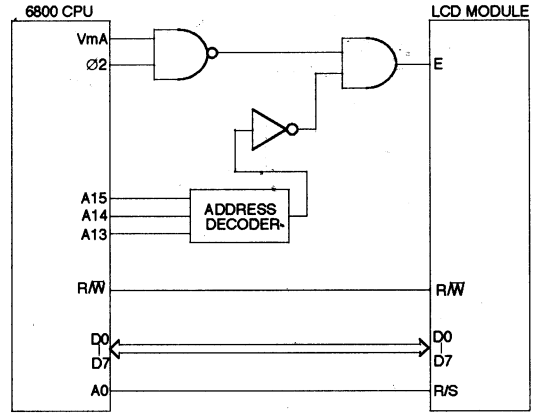 6800 CPU
LCD MODULE
VmA
Ø2
E
A15
A14
A13
ADDRESS
DECODER
R/W̅
R/W̅
D0
D7
D0
D7
A0
R/S